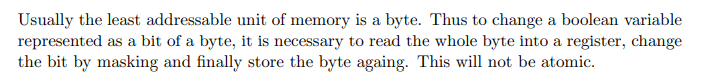 Usually the least addressable unit of memory is a byte. Thus to change a boolean variable
represented as a bit of a byte, it is necessary to read the whole byte into a register, change
the bit by masking and finally store the byte againg. This will not be atomic.